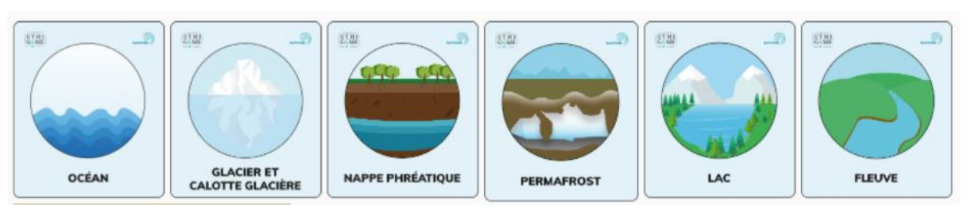 OCÉAN
GLACIER ET
CALOTTE GLACIÈRE
NAPPE PHRÉATIQUE
PERMAFROST
LAC
FLEUVE